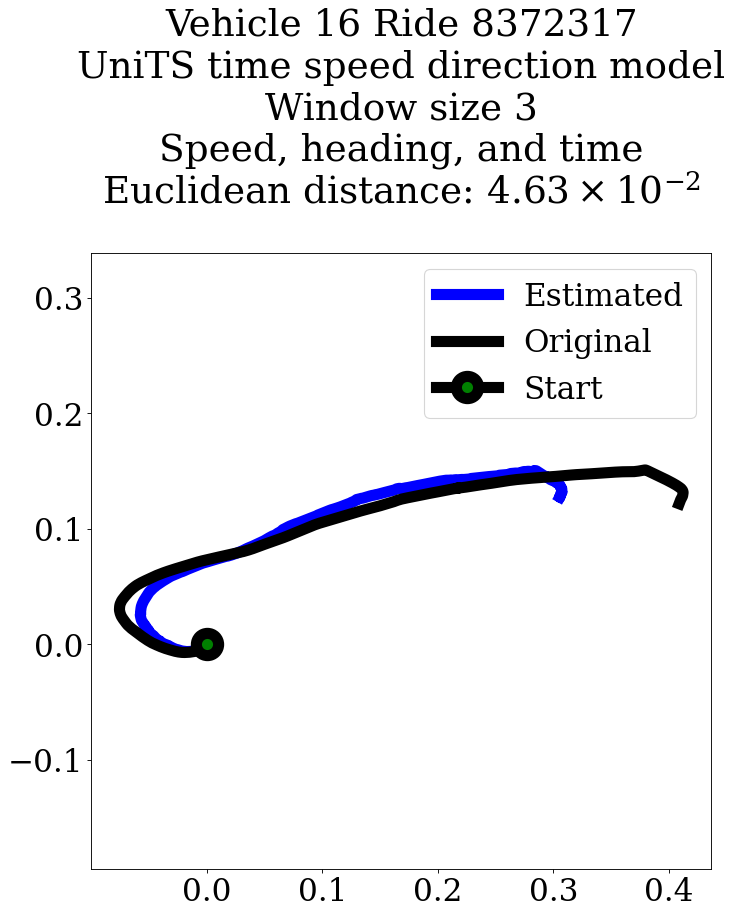 Vehicle 16 Ride 8372317
UniTS time speed direction model
Window size 3
Speed, heading, and time
Euclidean distance: 4.63 × 10⁻²
Estimated
Original
Start
0.3
0.2
0.1
0.0
−0.1
0.0 0.1 0.2 0.3 0.4